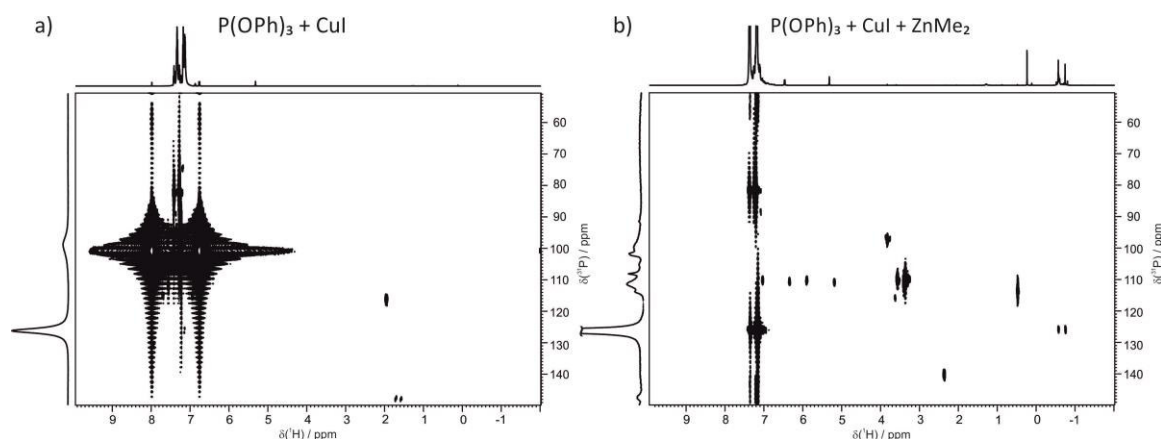 a) P(OPh)₃ + CuI
60
70
80
90
100
110
120
130
140
δ(³¹P) / ppm
9 8 7 6 5 4 3 2 1 0 -1
δ(¹H) / ppm
b) P(OPh)₃ + CuI + ZnMe₂
60
70
80
90
100
110
120
130
140
δ(³¹P) / ppm
9 8 7 6 5 4 3 2 1 0 -1
δ(¹H) / ppm